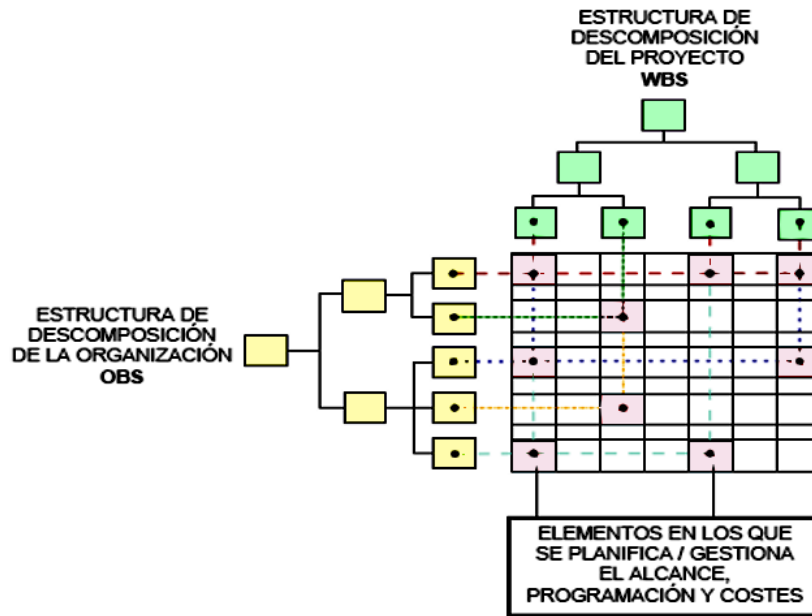 ESTRUCTURA DE
DESCOMPOSICIÓN
DEL PROYECTO
WBS
ESTRUCTURA DE
DESCOMPOSICIÓN
DE LA ORGANIZACIÓN
OBS
ELEMENTOS EN LOS QUE
SE PLANIFICA / GESTIONA
EL ALCANCE,
PROGRAMACIÓN Y COSTES